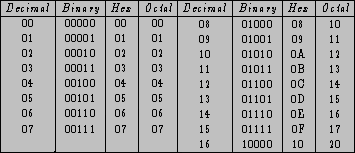 Decimal Binary Hex Octal Decimal Binary Hex Octal
00 00000 00 00 08 01000 08 10
01 00001 01 01 09 01001 09 11
02 00010 02 02 10 01010 0A 12
03 00011 03 03 11 01011 0B 13
04 00100 04 04 12 01100 0C 14
05 00101 05 05 13 01101 0D 15
06 00110 06 06 14 01110 0E 16
07 00111 07 07 15 01111 0F 17
16 10000 10 20